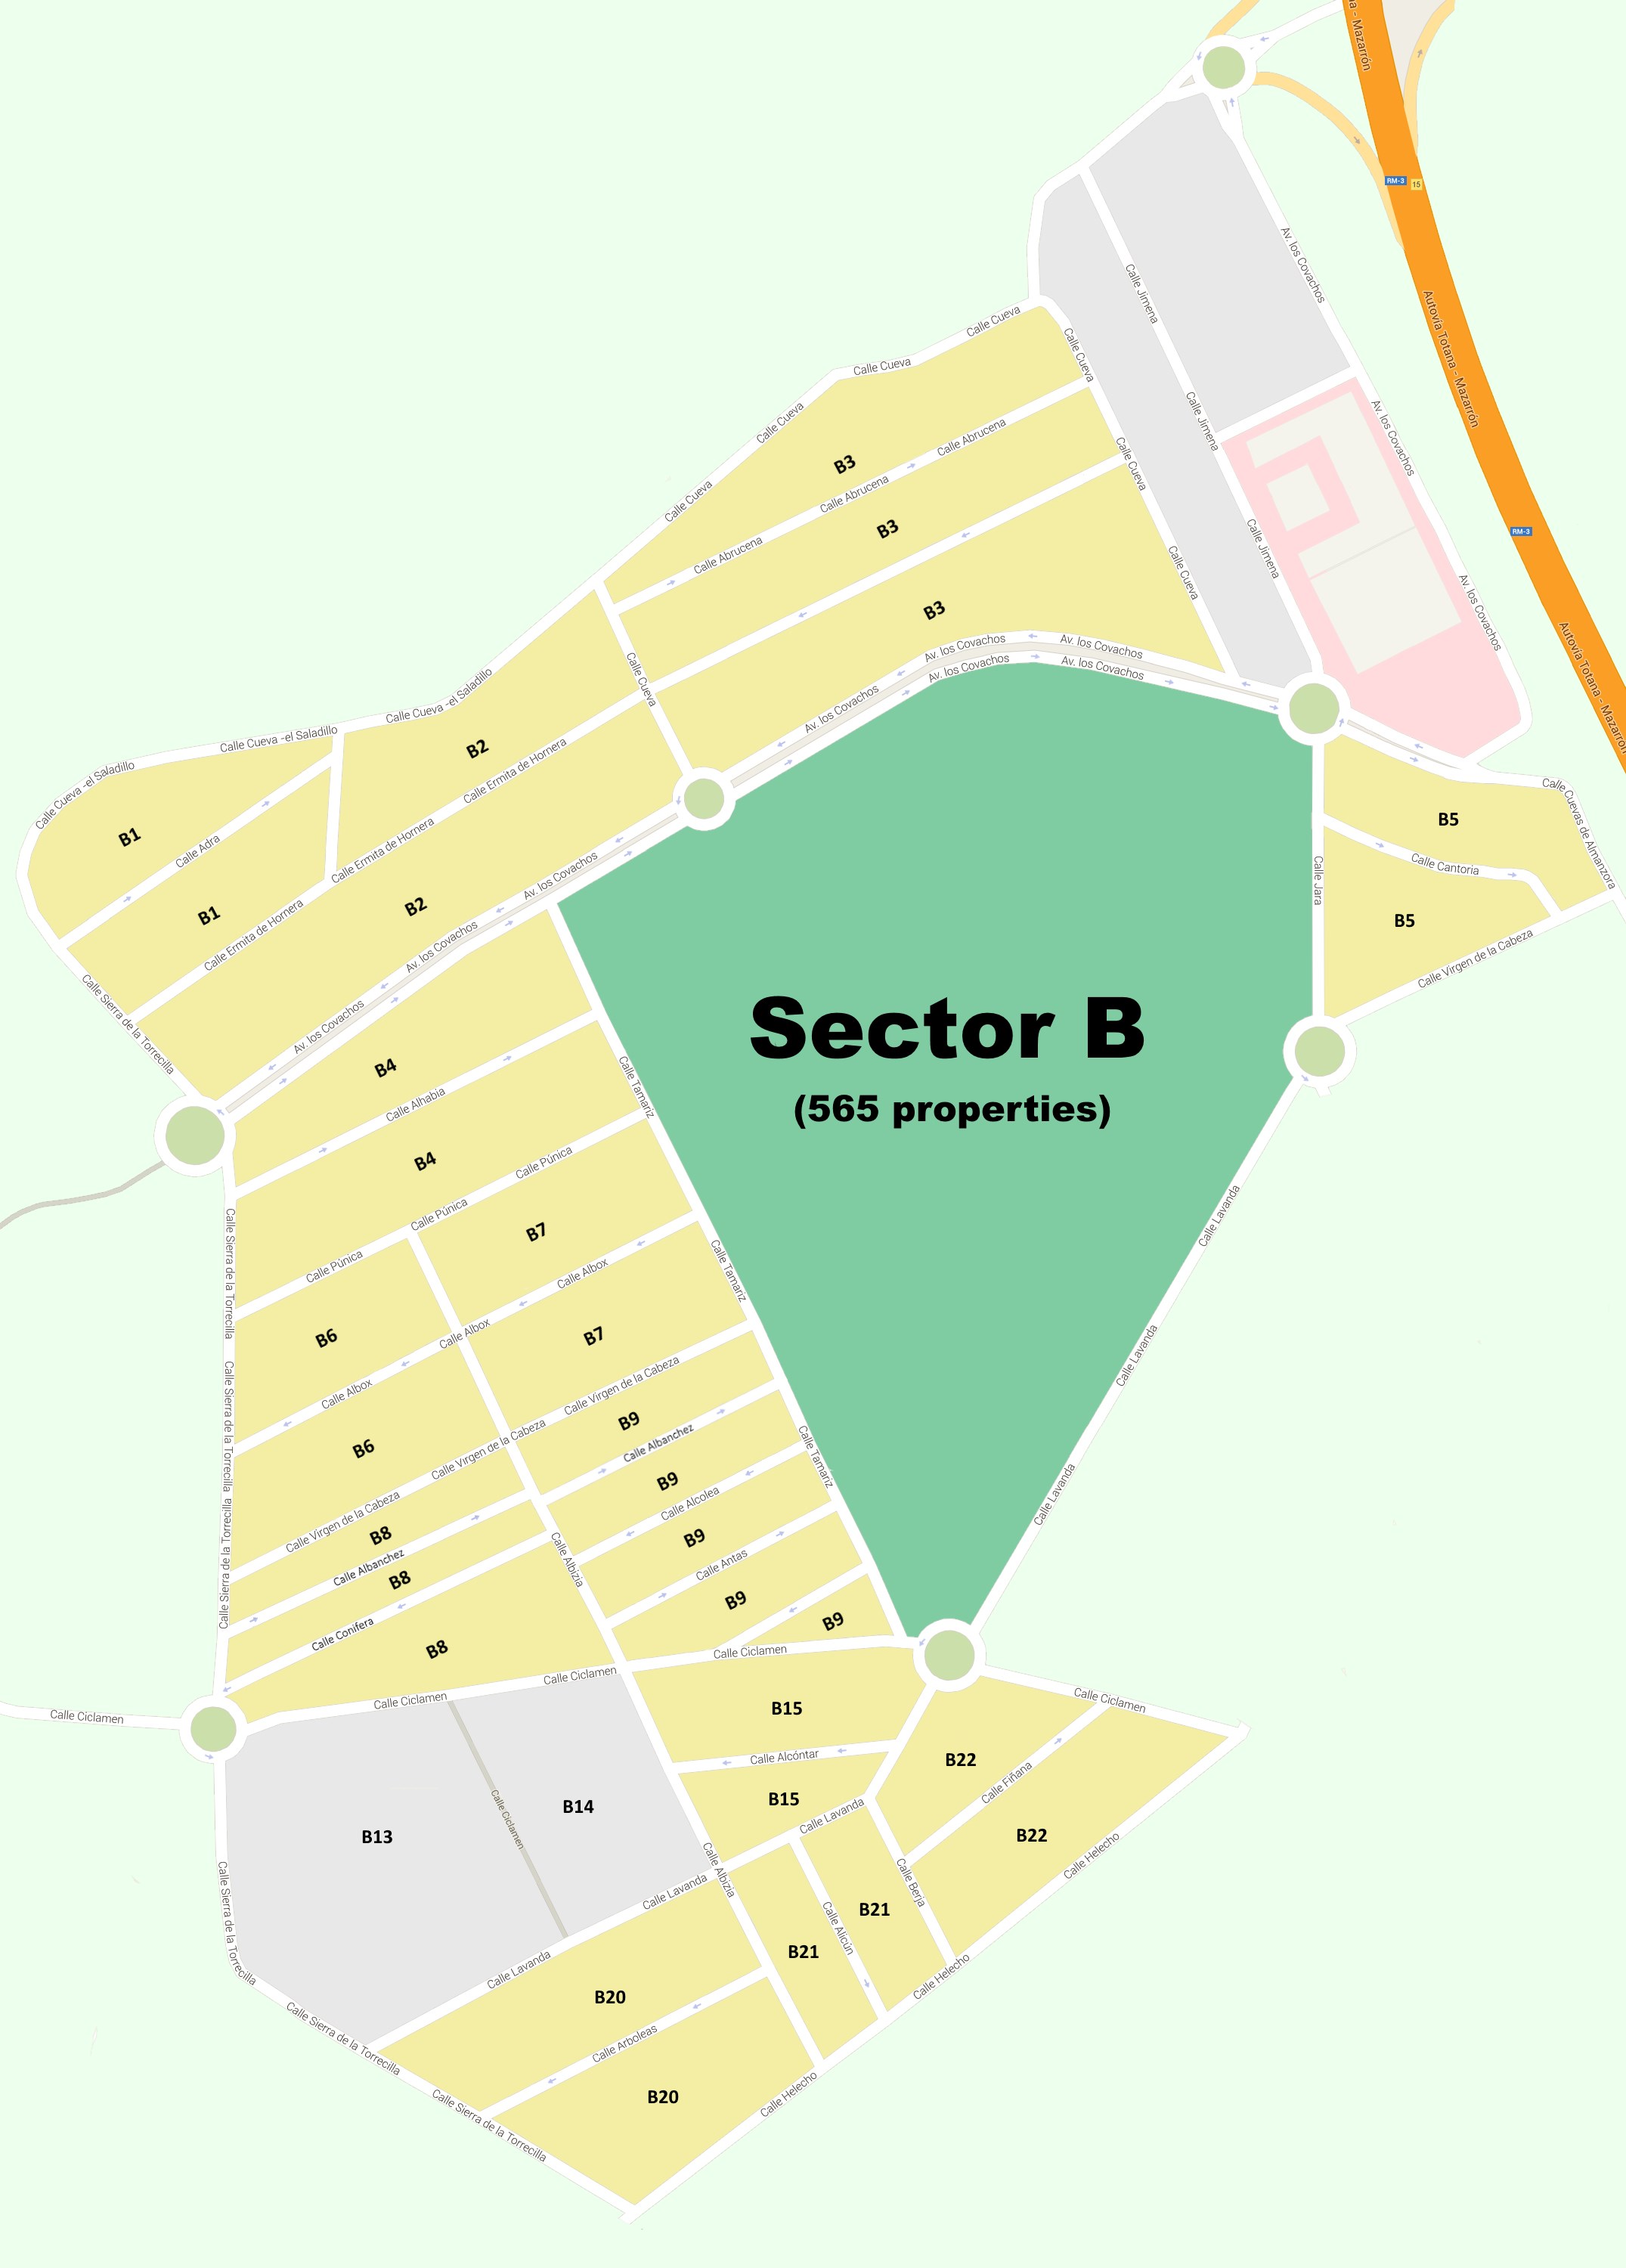 aa - Mazarrón
RM-3
15
Av. los Covachos
Calle Jimena
Autovía Totana - Mazarrón
Calle Cueva
Calle Cueva
Calle Cueva
Calle Cueva
Calle Jimena
Av. los Covachos
Calle Abrucena
Calle Cueva
B3
Calle Abrucena
Calle Cueva
B3
RM-3
Calle Jimena
Calle Abrucena
Calle Cueva
Av. los Covachos
B3
Autovía Totana - Mazarrón
Av. los Covachos
Av. los Covachos
Av. los Covachos
Av. los Covachos
Calle Cueva
Calle Cueva -el Saladillo
Av. los Covachos
Calle Cueva -el Saladillo
B2
Calle Ermita de Hornera
Calle Cueva -el Saladillo
Calle Cuevas de Almanzora
B5
B1
Calle Adra
Calle Ermita de Hornera
Calle Cantoria
Av. los Covachos
Calle Jara
B2
B1
B5
Calle Ermita de Hornera
Av. los Covachos
Calle Virgen de la Cabeza
Calle Sierra de la Torrecilla
Av. los Covachos
Sector B
(565 properties)
B4
Calle Tamariz
Calle Alhabia
B4
Calle Púnica
Calle Púnica
B7
Calle Lavanda
Calle Púnica
Calle Albox
Calle Tamariz
Calle Sierra de la Torrecilla
B6
Calle Albox
B7
Calle Lavanda
Calle Albox
Calle Virgen de la Cabeza
B9
Calle Sierra de la Torrecilla
Calle Virgen de la Cabeza
Calle Albanchez
B6
Calle Tamariz
B9
Calle Alcolea
Calle Lavanda
Calle Virgen de la Cabeza
B8
B9
Calle Albanchez
Calle Antas
Calle Albizia
B8
Calle Sierra de la Torrecilla
B9
B9
Calle Conífera
B8
Calle Ciclamen
Calle Ciclamen
Calle Ciclamen
Calle Ciclamen
Calle Ciclamen
B15
Calle Alcóntar
B22
Calle Fiñana
B15
B14
Calle Ciclamen
Calle Lavanda
B13
B22
Calle Helecho
Calle Albizia
Calle Berja
Calle Lavanda
B21
Calle Sierra de la Torrecilla
Calle Alicún
B21
Calle Lavanda
Calle Helecho
B20
Calle Sierra de la Torrecilla
Calle Arboleas
Calle Helecho
B20
Calle Sierra de la Torrecilla